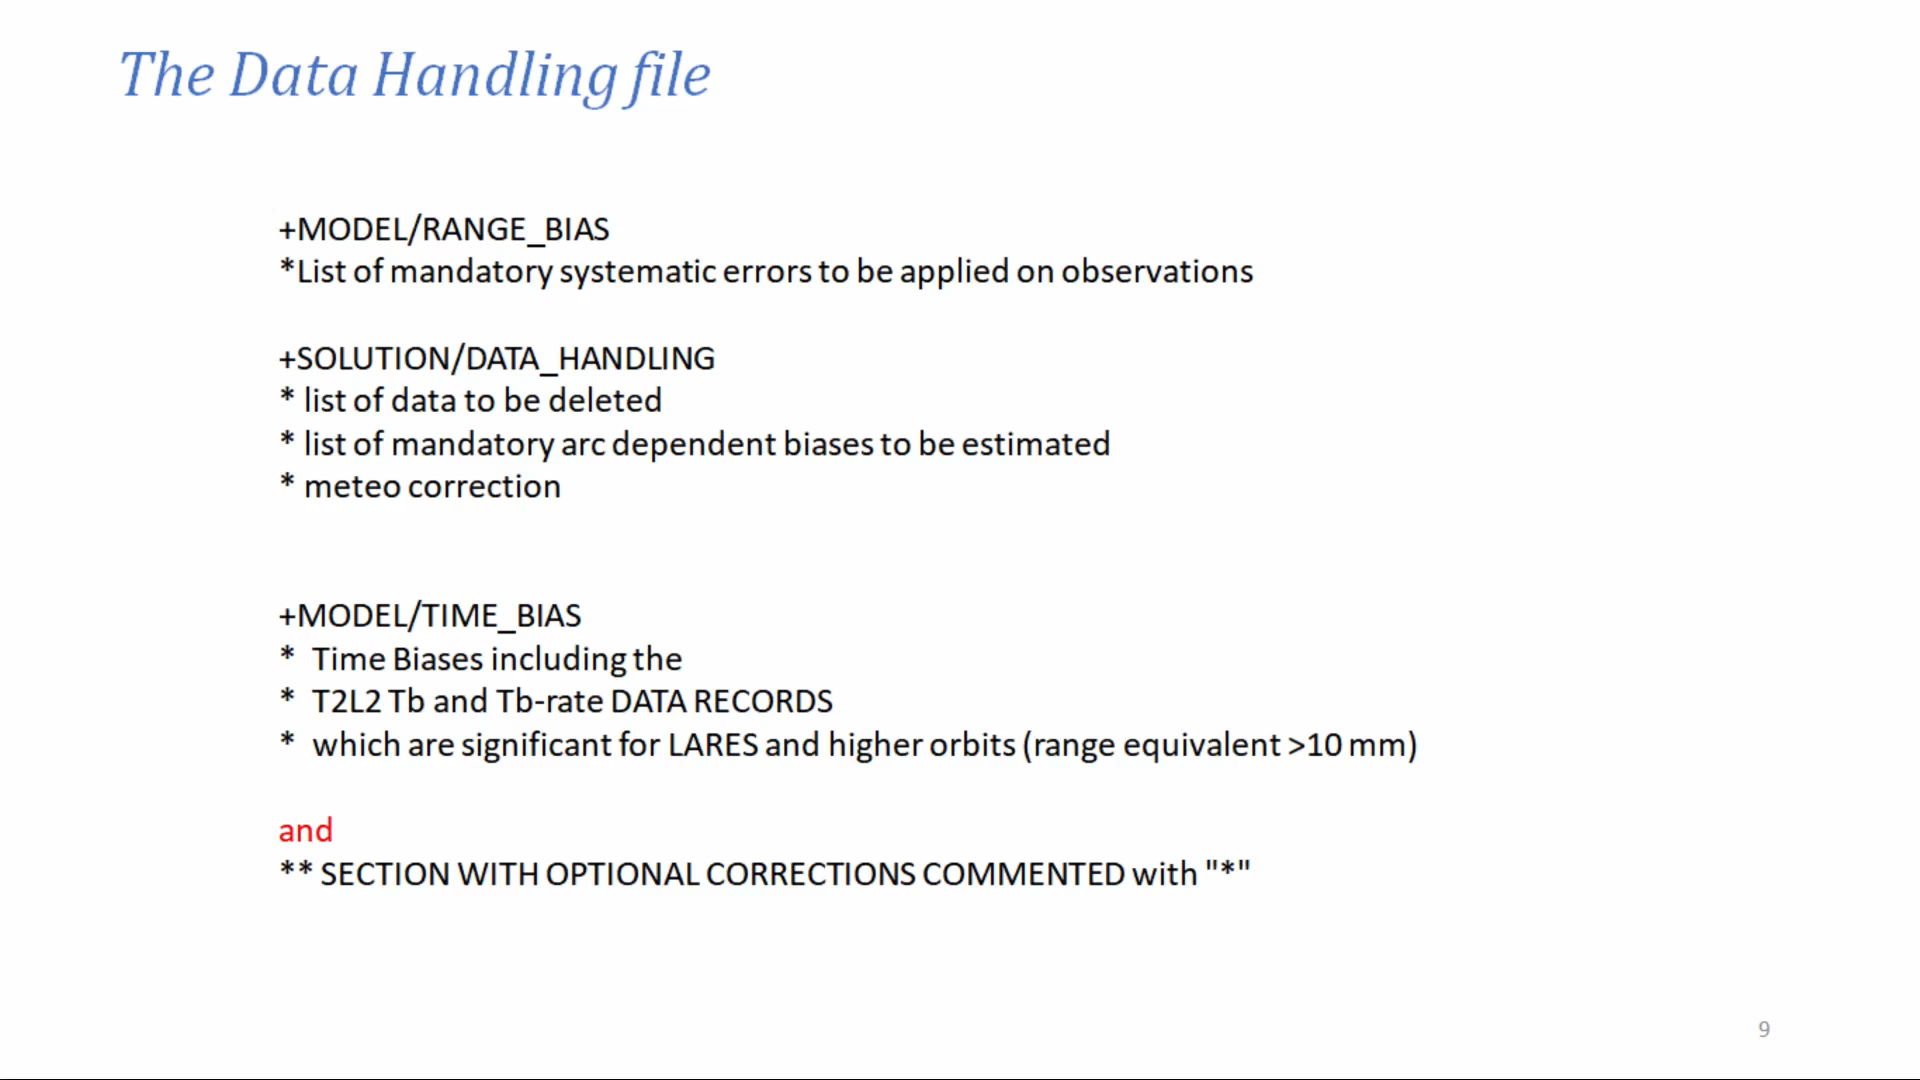 The Data Handling file
+MODEL/RANGE_BIAS
*List of mandatory systematic errors to be applied on observations
+SOLUTION/DATA_HANDLING
* list of data to be deleted
* list of mandatory arc dependent biases to be estimated
* meteo correction
+MODEL/TIME_BIAS
* Time Biases including the
* T2L2 Tb and Tb-rate DATA RECORDS
* which are significant for LARES and higher orbits (range equivalent >10 mm)
and
** SECTION WITH OPTIONAL CORRECTIONS COMMENTED with "*"
9